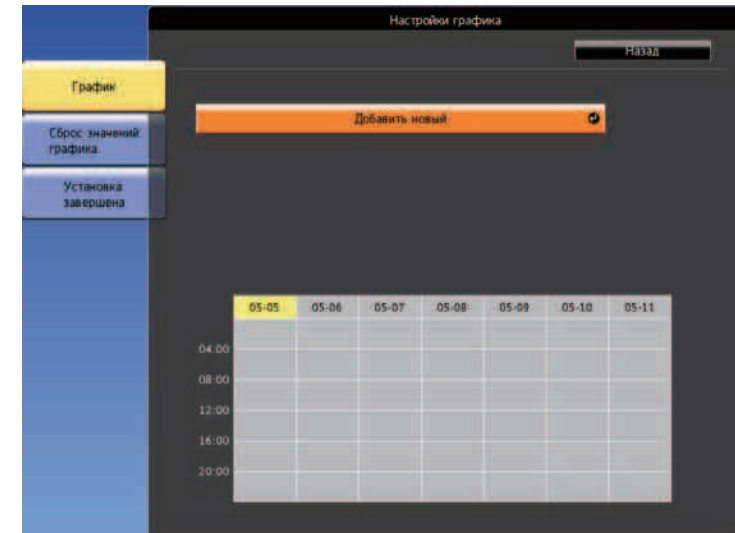 Настройки графика
Назад
График
Добавить новый
Сброс значений
графика
Установка
завершена
05-05 05-06 05-07 05-08 05-09 05-10 05-11
04:00
08:00
12:00
16:00
20:00